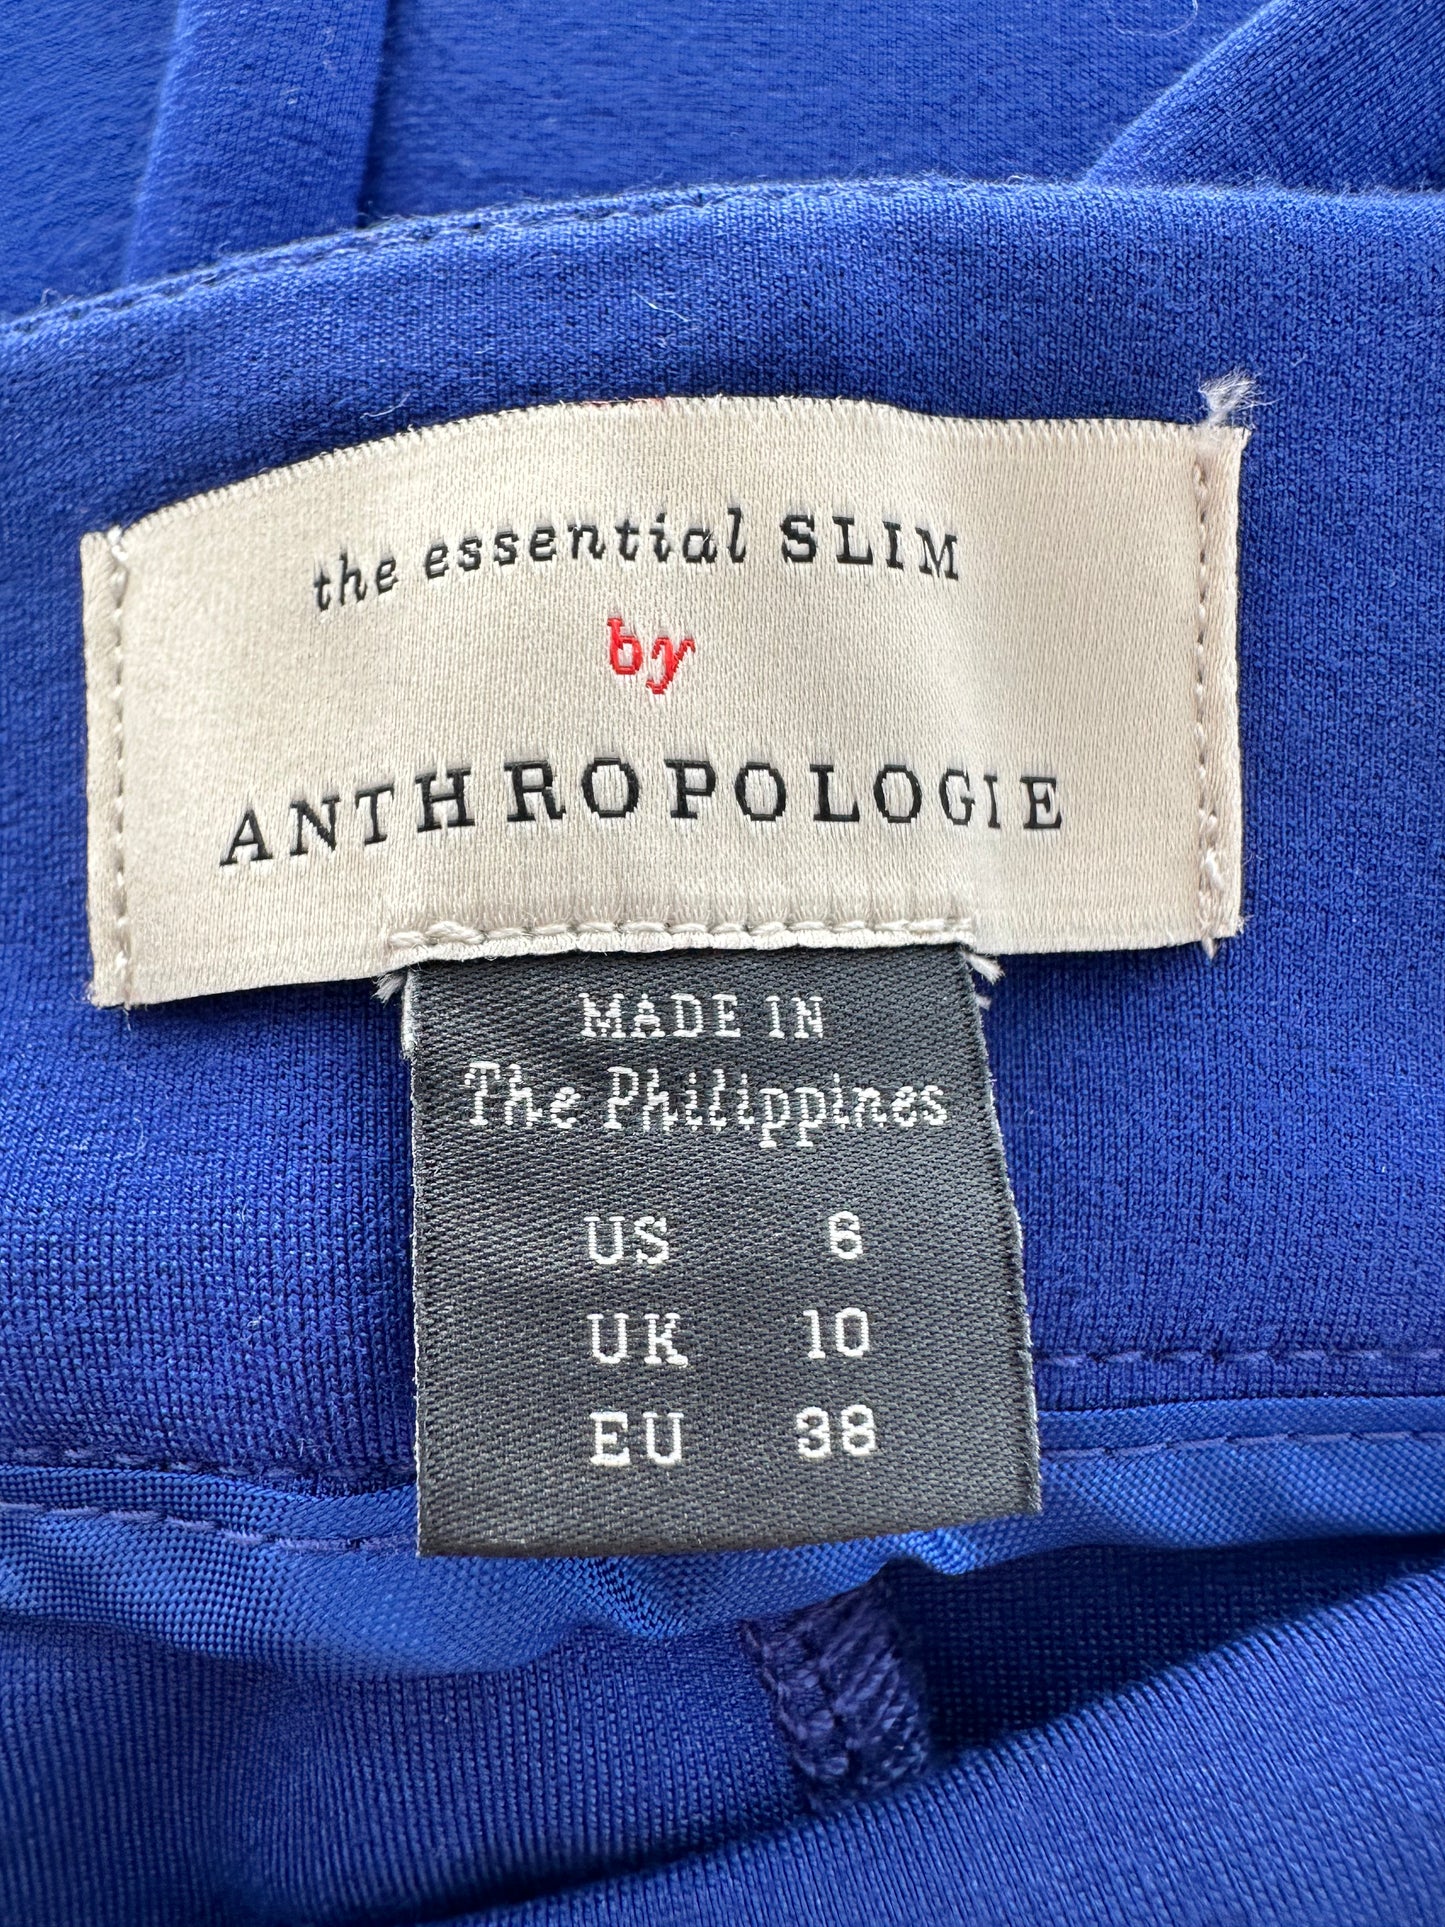 the essential SLIM
by
ANTHROPOLOGIE
MADE IN
The Philippines
US 6
UK 10
EU 38